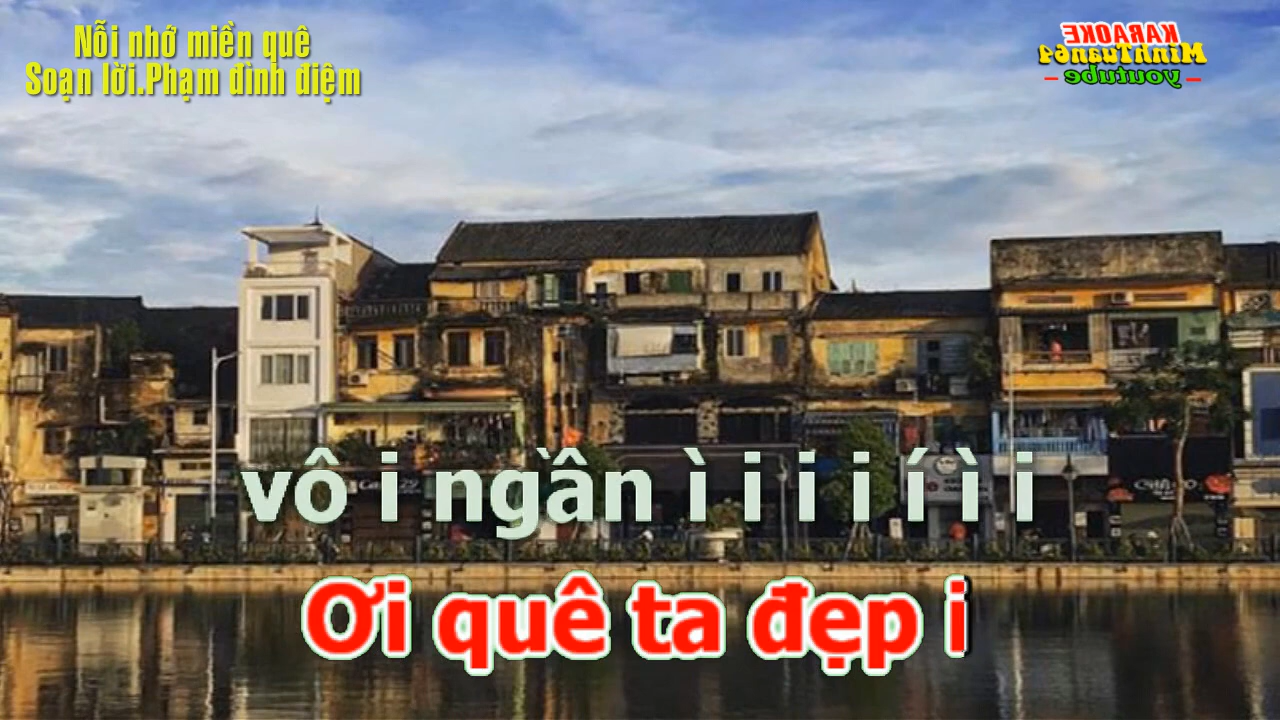 Nỗi nhớ miền quê
Soạn lời.Phạm đình điệm
KARAOKE
MinhTuan64
youtube
vô i ngần ì i i i í ì i
Ơi quê ta đẹp i